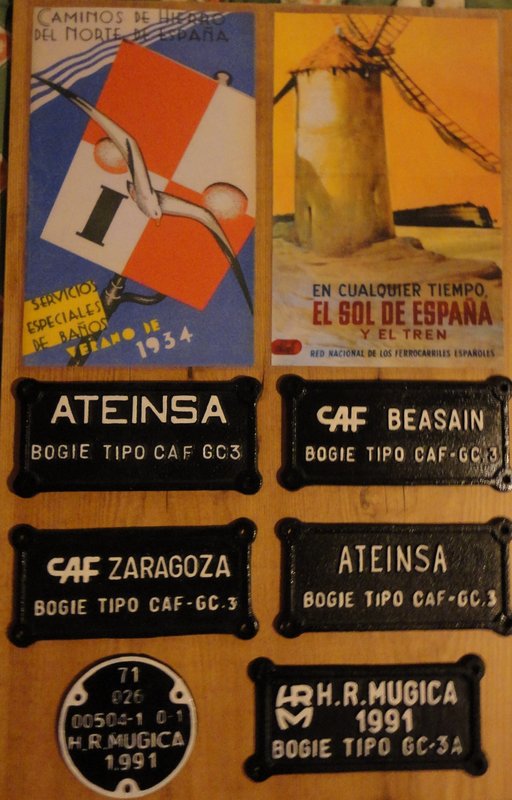 CAMINOS DE HIERRO
DEL NORTE DE ESPAÑA
I
SERVICIOS
ESPECIALES
DE BAÑOS
VERANO DE
1934
EN CUALQUIER TIEMPO,
EL SOL DE ESPAÑA
Y EL TREN
RED NACIONAL DE LOS FERROCARRILES ESPAÑOLES
ATEINSA
BOGIE TIPO CAF GC3
CAF BEASAIN
BOGIE TIPO CAF-GC.3
CAF ZARAGOZA
BOGIE TIPO CAF-GC.3
ATEINSA
BOGIE TIPO CAF-GC.3
71
026
00504-1 0-1
H.R.MUGICA
1.991
HRM H.R.MUGICA
1991
BOGIE TIPO GC-3A